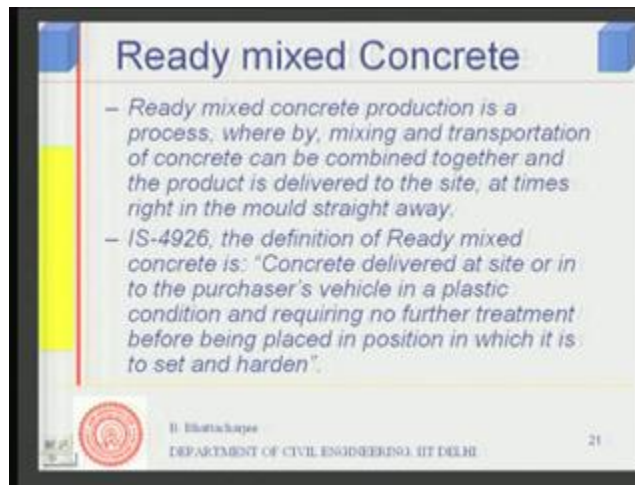 Ready mixed Concrete
– Ready mixed concrete production is a
process, where by, mixing and transportation
of concrete can be combined together and
the product is delivered to the site, at times
right in the mould straight away.
– IS-4926, the definition of Ready mixed
concrete is: “Concrete delivered at site or in
to the purchaser’s vehicle in a plastic
condition and requiring no further treatment
before being placed in position in which it is
to set and harden”.
B. Bhattacharjee
DEPARTMENT OF CIVIL ENGINEERING, IIT DELHI
21